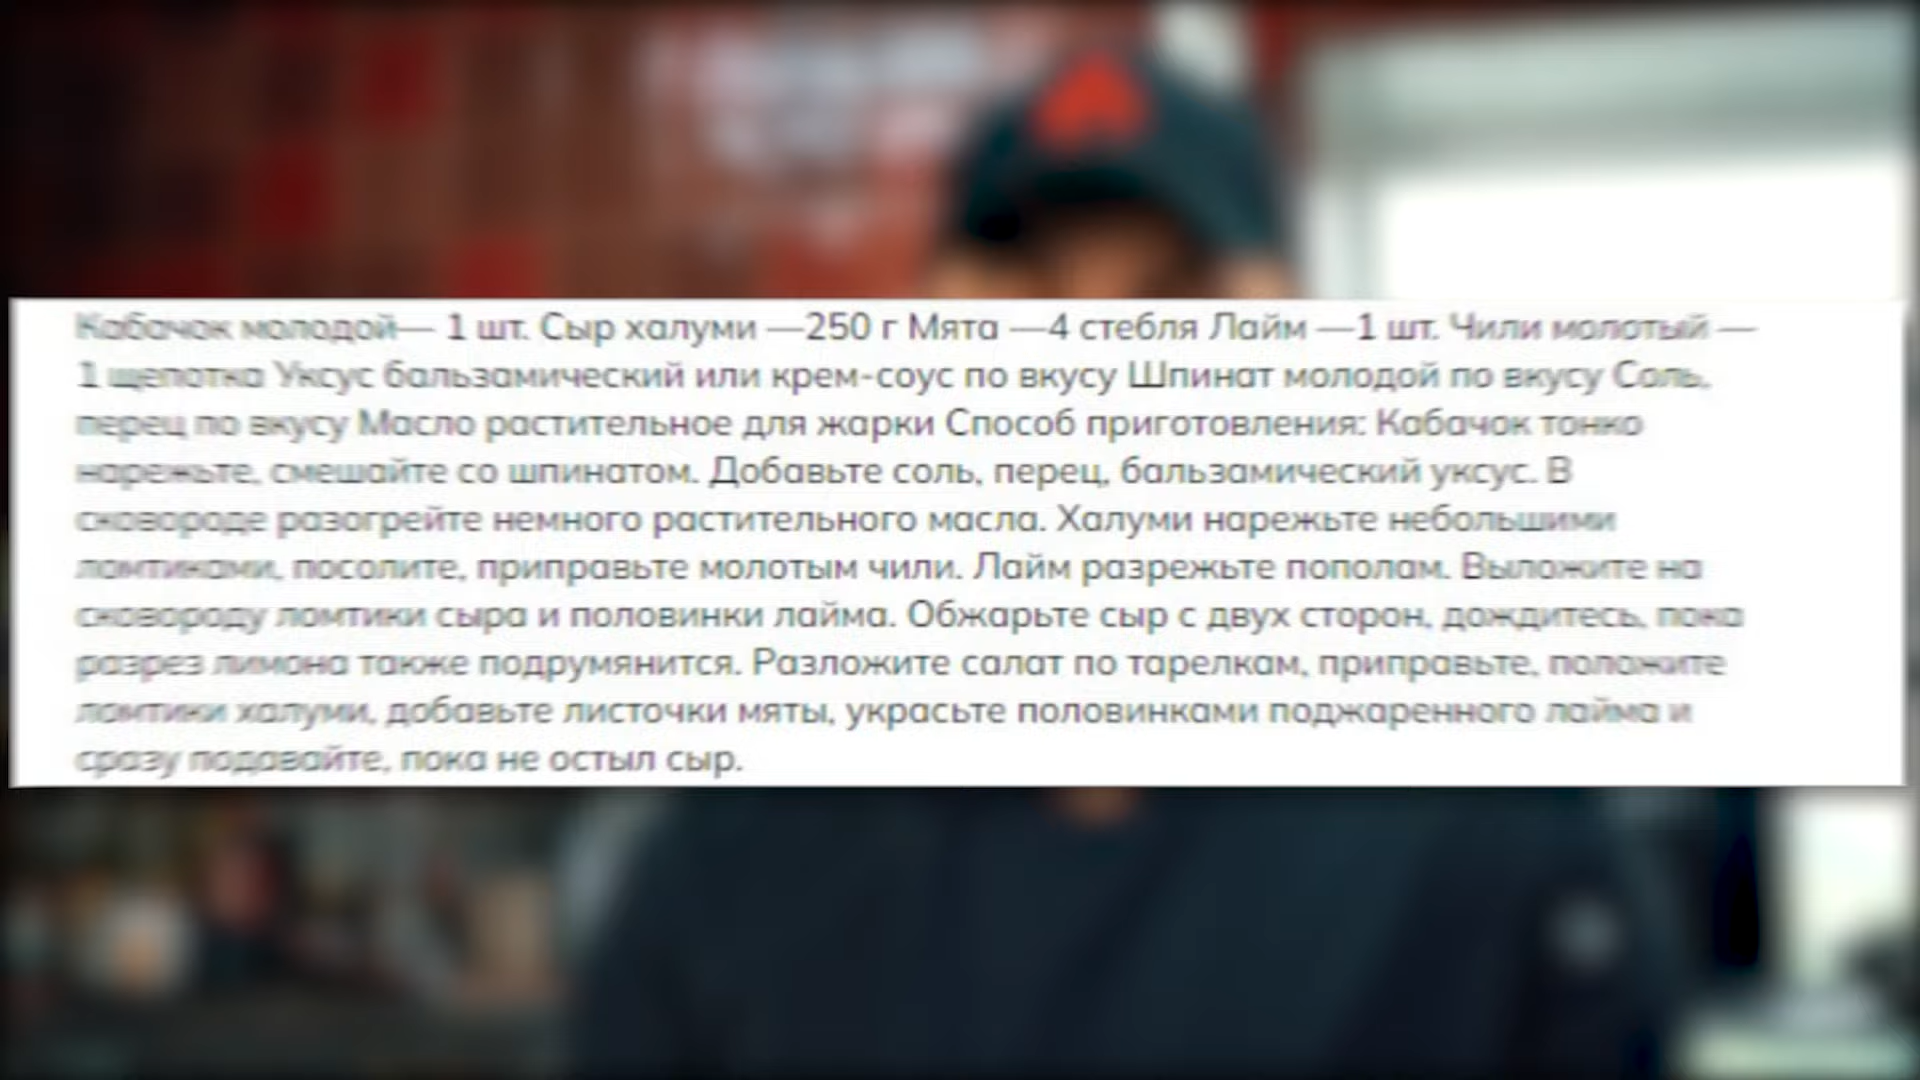 Кабачок молодой— 1 шт. Сыр халуми —250 г Мята —4 стебля Лайм —1 шт. Чили молотый —
1 щепотка Уксус бальзамический или крем-соус по вкусу Шпинат молодой по вкусу Соль,
перец по вкусу Масло растительное для жарки Способ приготовления: Кабачок тонко
нарежьте, смешайте со шпинатом. Добавьте соль, перец, бальзамический уксус. В
сковороде разогрейте немного растительного масла. Халуми нарежьте небольшими
ломтиками, посолите, приправьте молотым чили. Лайм разрежьте пополам. Выложите на
сковороду ломтики сыра и половинки лайма. Обжарьте сыр с двух сторон, дождитесь, пока
разрез лимона также подрумянится. Разложите салат по тарелкам, приправьте, положите
ломтики халуми, добавьте листочки мяты, украсьте половинками поджаренного лайма и
сразу подавайте, пока не остыл сыр.